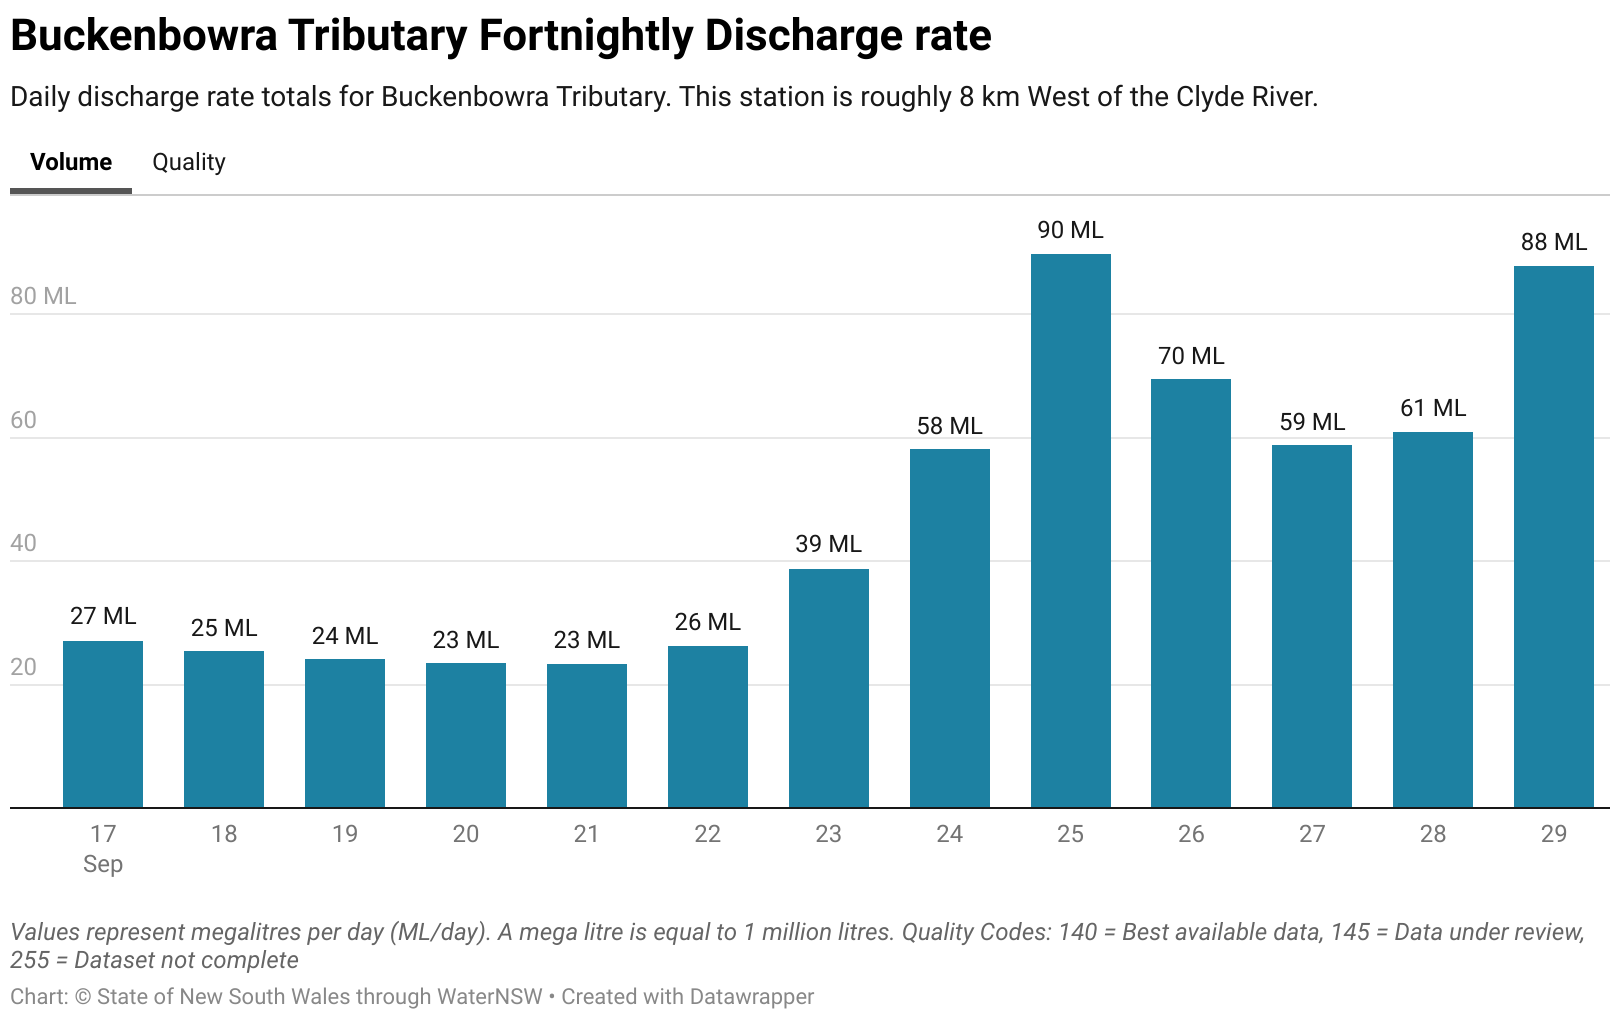 Buckenbowra Tributary Fortnightly Discharge rate
Daily discharge rate totals for Buckenbowra Tributary. This station is roughly 8 km West of the Clyde River.
Volume Quality
90 ML
88 ML
80 ML
70 ML
61 ML
59 ML
60
58 ML
40
39 ML
27 ML
26 ML
25 ML
24 ML
23 ML
23 ML
20
17 18 19 20 21 22 23 24 25 26 27 28 29
Sep
Values represent megalitres per day (ML/day). A mega litre is equal to 1 million litres. Quality Codes: 140 = Best available data, 145 = Data under review,
255 = Dataset not complete
Chart: © State of New South Wales through WaterNSW • Created with Datawrapper